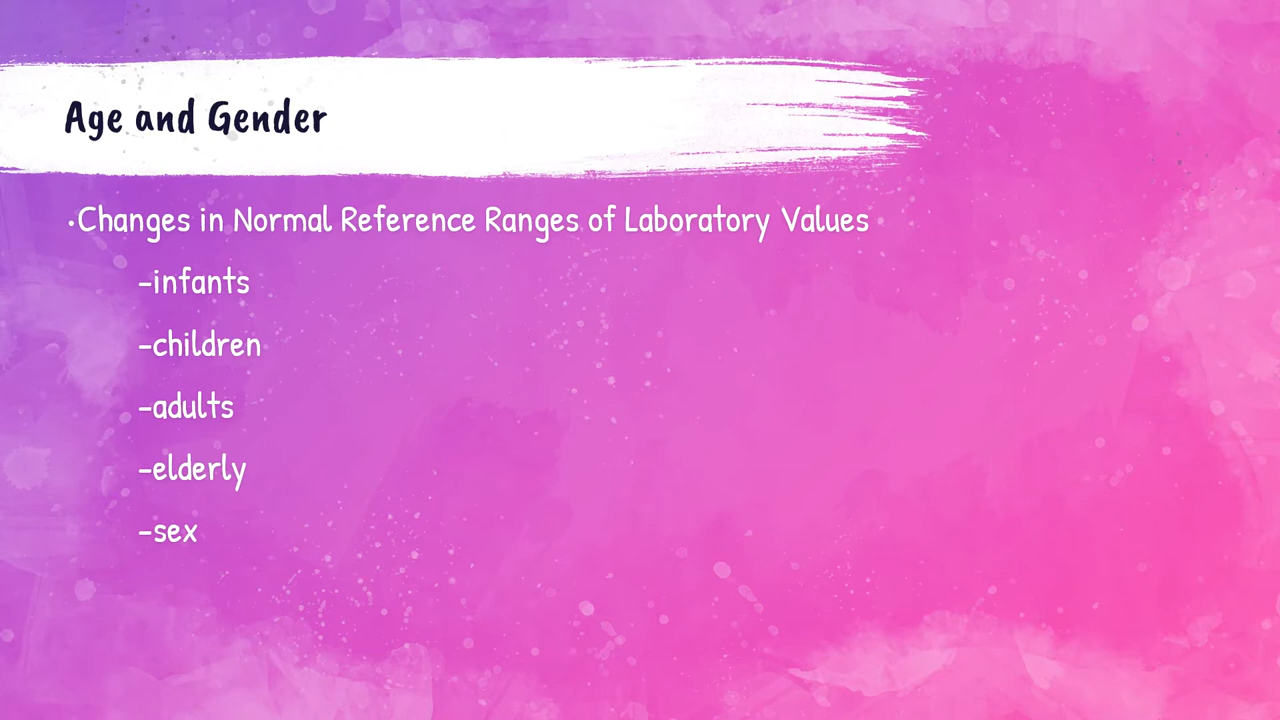 Age and Gender
•Changes in Normal Reference Ranges of Laboratory Values
–infants
–children
–adults
–elderly
–sex